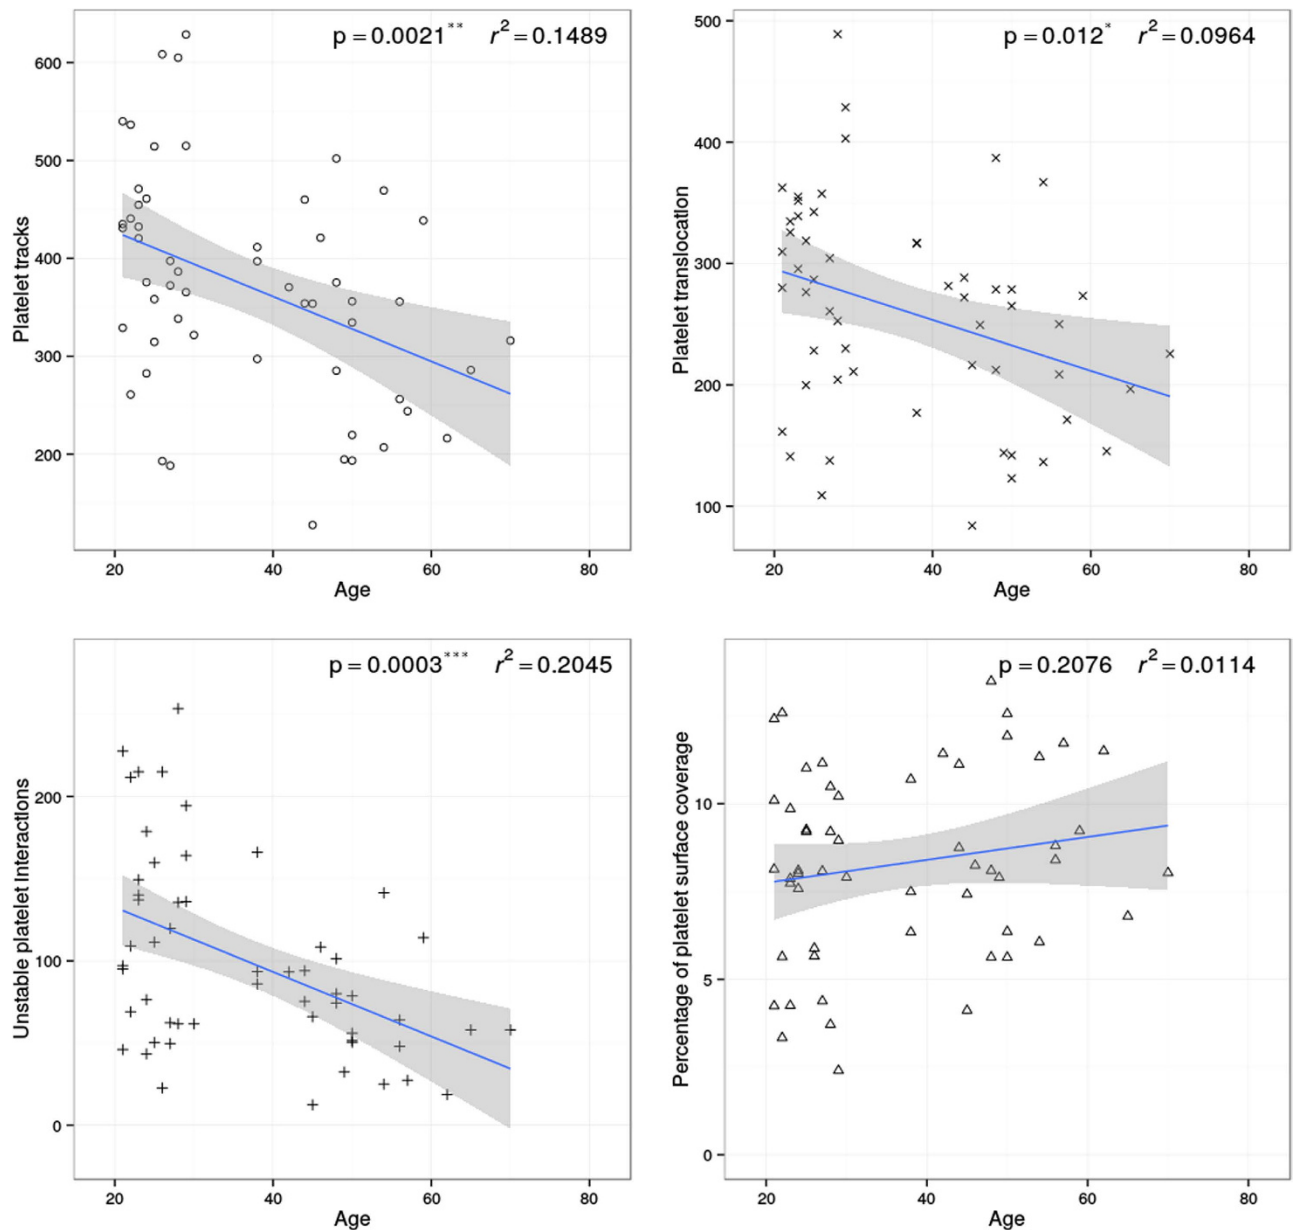 p = 0.0021** r² = 0.1489
600
500
400
300
200
Platelet tracks
20 40 60 80
Age
p = 0.012* r² = 0.0964
500
400
300
200
100
Platelet translocation
20 40 60 80
Age
p = 0.0003*** r² = 0.2045
200
100
0
Unstable platelet Interactions
20 40 60 80
Age
p = 0.2076 r² = 0.0114
10
5
0
Percentage of platelet surface coverage
20 40 60 80
Age